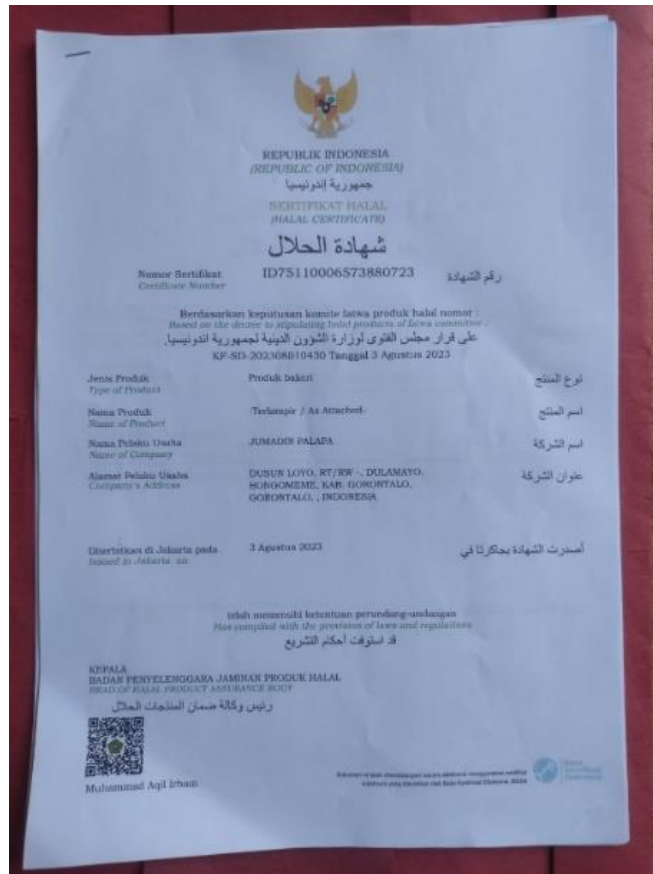 REPUBLIK INDONESIA
(REPUBLIC OF INDONESIA)
جمهورية إندونيسيا
SERTIFIKAT HALAL
(HALAL CERTIFICATE)
شهادة الحلال
Nomor Sertifikat ID75110006573880723 رقم الشهادة
Certificate Number
Berdasarkan keputusan komite fatwa produk halal nomor :
Based on the decree to stipulating halal products of fatwa committee :
على قرار مجلس الفتوى لوزارة الشؤون الدينية لجمهورية اندونيسيا.
KF-SD-202308010430 Tanggal 3 Agustus 2023
Jenis Produk Produk bakeri نوع المنتج
Type of Product
Nama Produk -Terlampir / As Attached- اسم المنتج
Name of Product
Nama Pelaku Usaha JUMADIN PALAPA اسم الشركة
Name of Company
Alamat Pelaku Usaha DUSUN LOYO, RT/RW -, DULAMAYO, عنوان الشركة
Company's Address BONGOMEME, KAB. GORONTALO,
GORONTALO, , INDONESIA
Diterbitkan di Jakarta pada 3 Agustus 2023 أصدرت الشهادة بجاكرتا في
Issued in Jakarta on
telah memenuhi ketentuan perundang-undangan
Has complied with the provision of laws and regulations
قد استوفت أحكام التشريع
KEPALA
BADAN PENYELENGGARA JAMINAN PRODUK HALAL
HEAD OF HALAL PRODUCT ASSURANCE BODY
رئيس وكالة ضمان المنتجات الحلال
Muhammad Aqil Irham